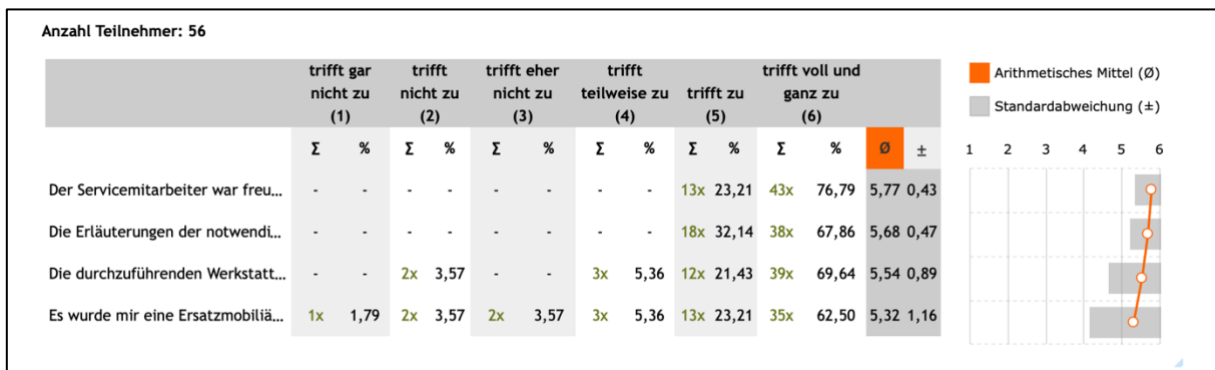 Anzahl Teilnehmer: 56
trifft gar nicht zu (1) trifft nicht zu (2) trifft eher nicht zu (3) trifft teilweise zu (4) trifft zu (5) trifft voll und ganz zu (6)
Σ % Σ % Σ % Σ % Σ % Σ % Ø ±
Der Servicemitarbeiter war freu... - - - - - - - - 13x 23,21 43x 76,79 5,77 0,43
Die Erläuterungen der notwendi... - - - - - - - - 18x 32,14 38x 67,86 5,68 0,47
Die durchzuführenden Werkstatt... - - 2x 3,57 - - 3x 5,36 12x 21,43 39x 69,64 5,54 0,89
Es wurde mir eine Ersatzmobiliä... 1x 1,79 2x 3,57 2x 3,57 3x 5,36 13x 23,21 35x 62,50 5,32 1,16
Arithmetisches Mittel (Ø)
Standardabweichung (±)
1 2 3 4 5 6